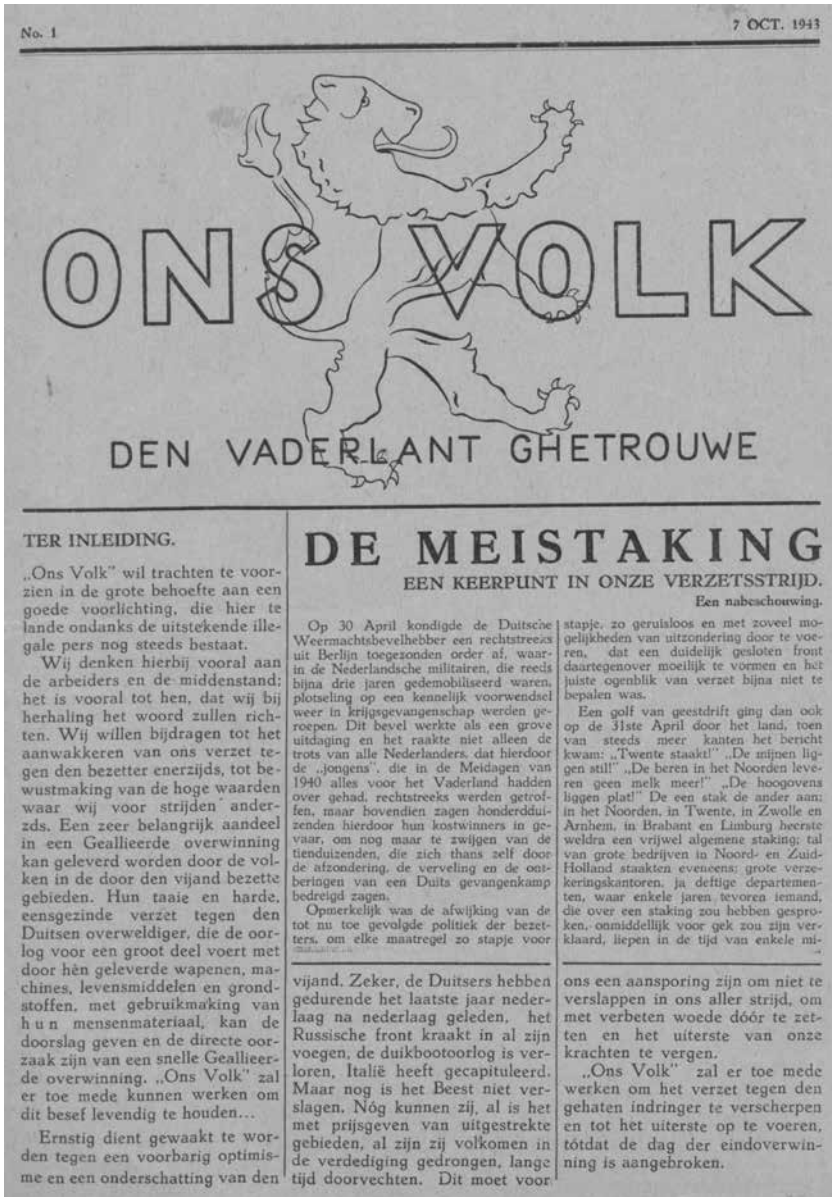 No. 1
7 OCT. 1943
ONS VOLK
DEN VADERLANT GHETROUWE
TER INLEIDING.
„Ons Volk" wil trachten te voor-
zien in de grote behoefte aan een
goede voorlichting, die hier te
lande ondanks de uitstekende ille-
gale pers nog steeds bestaat.
Wij denken hierbij vooral aan
de arbeiders en de middenstand;
het is vooral tot hen, dat wij bij
herhaling het woord zullen rich-
ten. Wij willen bijdragen tot het
aanwakkeren van ons verzet te-
gen den bezetter enerzijds, tot be-
wustmaking van de hoge waarden
waar wij voor strijden ander-
zds. Een zeer belangrijk aandeel
in een Geallieerde overwinning
kan geleverd worden door de vol-
ken in de door den vijand bezette
gebieden. Hun taaie en harde,
eensgezinde verzet tegen den
Duitsen overweldiger, die de oor-
log voor een groot deel voert met
door hèn geleverde wapenen, ma-
chines, levensmiddelen en grond-
stoffen, met gebruikmaking van
hun mensenmateriaal, kan de
doorslag geven en de directe oor-
zaak zijn van een snelle Geallieer-
de overwinning. „Ons Volk" zal
er toe mede kunnen werken om
dit besef levendig te houden...
Ernstig dient gewaakt te wor-
den tegen een voorbarig optimis-
me en een onderschatting van den
DE MEISTAKING
EEN KEERPUNT IN ONZE VERZETSSTRIJD.
Een nabeschouwing.
Op 30 April kondigde de Duitsche
Weermachtsbevelhebber een rechtstreeks
uit Berlijn toegezonden order af, waar-
in de Nederlandsche militairen, die reeds
bijna drie jaren gedemobiliseerd waren,
plotseling op een kennelijk voorwendsel
weer in krijgsgevangenschap werden ge-
roepen. Dit bevel werkte als een grove
uitdaging en het raakte niet alleen de
trots van alle Nederlanders, dat hierdoor
de „jongens", die in de Meidagen van
1940 alles voor het Vaderland hadden
over gehad, rechtstreeks werden getrof-
fen, maar bovendien zagen honderddui-
zenden hierdoor hun kostwinners in ge-
vaar, om nog maar te zwijgen van de
tienduizenden, die zich thans zelf door
de afzondering, de verveling en de ont-
beringen van een Duits gevangenkamp
bedreigd zagen.
Opmerkelijk was de afwijking van de
tot nu toe gevolgde politiek der bezet-
ters, om elke maatregel zo stapje voor
stapje, zo geruisloos en met zoveel mo-
gelijkheden van uitzondering door te voe-
ren, dat een duidelijk gesloten front
daartegenover moeilijk te vormen en het
juiste ogenblik van verzet bijna niet te
bepalen was.
Een golf van geestdrift ging dan ook
op de 31ste April door het land, toen
van steeds meer kanten het bericht
kwam: „Twente staakt!" „De mijnen lig-
gen stil!" „De beren in het Noorden leve-
ren geen melk meer!" „De hoogovens
liggen plat!" De een stak de ander aan;
in het Noorden, in Twente, in Zwolle en
Arnhem, in Brabant en Limburg heerste
weldra een vrijwel algemene staking; tal
van grote bedrijven in Noord- en Zuid-
Holland staakten eveneens; grote verze-
keringskantoren, ja deftige departemen-
ten, waar enkele jaren tevoren iemand,
die over een staking zou hebben gespro-
ken, onmiddellijk voor gek zou zijn ver-
klaard, liepen in de tijd van enkele mi-
vijand. Zeker, de Duitsers hebben
gedurende het laatste jaar neder-
laag na nederlaag geleden, het
Russische front kraakt in al zijn
voegen, de duikbootoorlog is ver-
loren, Italië heeft gecapituleerd.
Maar nog is het Beest niet ver-
slagen. Nóg kunnen zij, al is het
met prijsgeven van uitgestrekte
gebieden, al zijn zij volkomen in
de verdediging gedrongen, lange
tijd doorvechten. Dit moet voor
ons een aansporing zijn om niet te
verslappen in ons aller strijd, om
met verbeten woede dóór te zet-
ten en het uiterste van onze
krachten te vergen.
„Ons Volk" zal er toe mede
werken om het verzet tegen den
gehaten indringer te verscherpen
en tot het uiterste op te voeren,
tótdat de dag der eindoverwin-
ning is aangebroken.